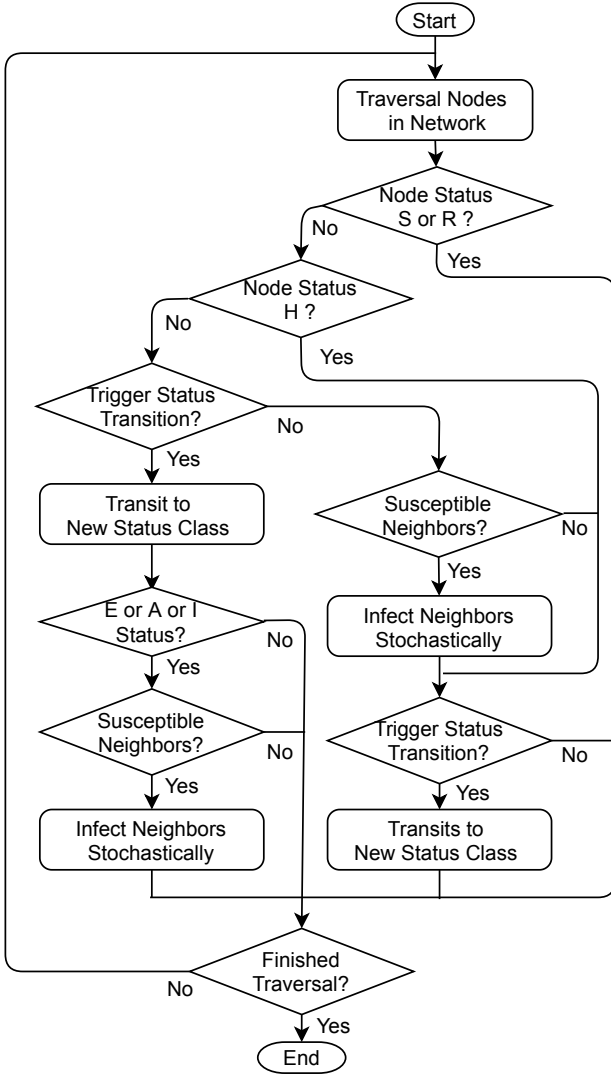 Start
Traversal Nodes
in Network
Node Status
S or R ?
No
Yes
Node Status
H ?
No
Yes
Trigger Status
Transition?
No
Yes
Transit to
New Status Class
Susceptible
Neighbors?
No
Yes
E or A or I
Status?
No
Yes
Infect Neighbors
Stochastically
Susceptible
Neighbors?
No
Yes
Trigger Status
Transition?
No
Yes
Infect Neighbors
Stochastically
Transits to
New Status Class
Finished
Traversal?
No
Yes
End